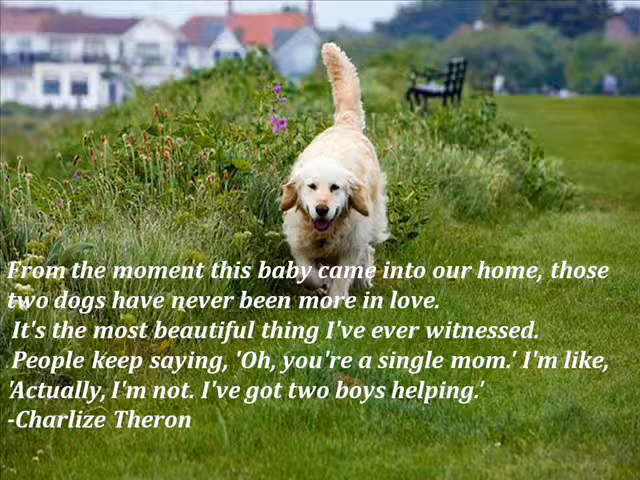 From the moment this baby came into our home, those
two dogs have never been more in love.
It's the most beautiful thing I've ever witnessed.
People keep saying, 'Oh, you're a single mom.' I'm like,
'Actually, I'm not. I've got two boys helping.'
-Charlize Theron